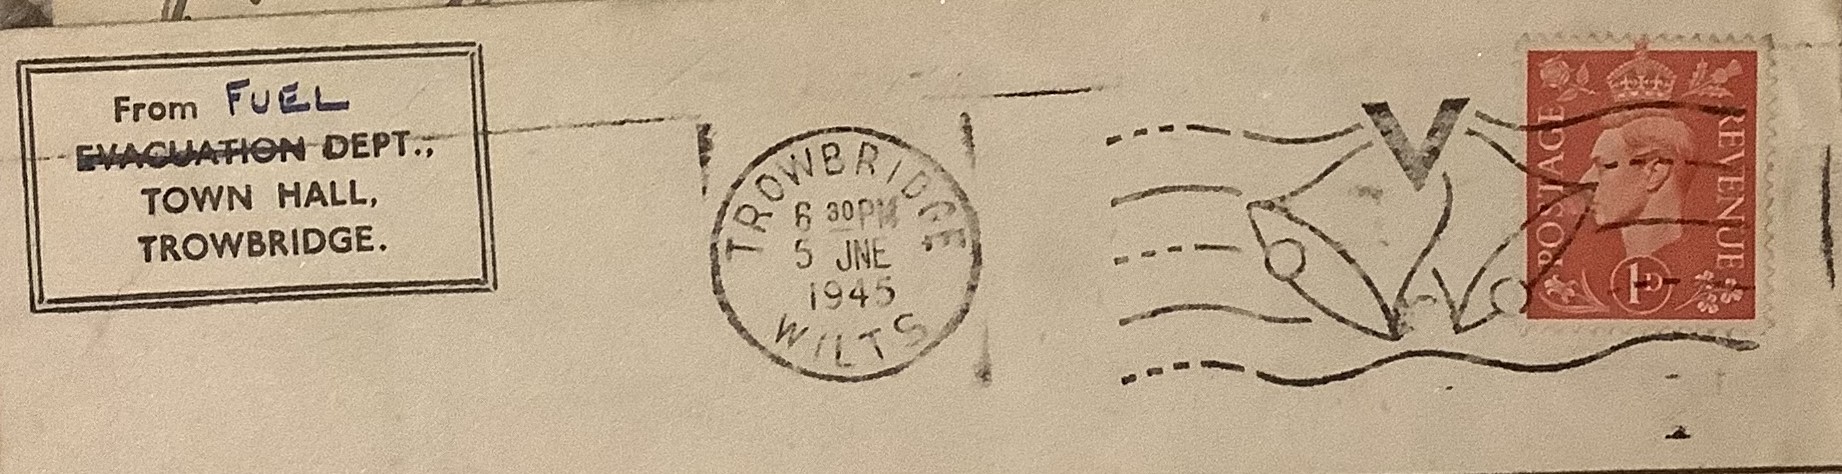 From FUEL
EVACUATION DEPT.,
TOWN HALL,
TROWBRIDGE.
TROWBRIDGE
6 30PM
5 JNE
1945
WILTS
V
POSTAGE
REVENUE
1D